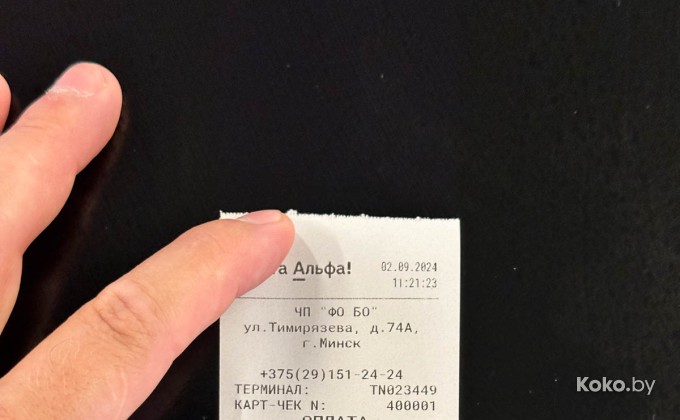 Альфа! 02.09.2024
11:21:23
ЧП "ФО БО"
ул.Тимирязева, д.74А,
г.Минск
+375(29)151-24-24
ТЕРМИНАЛ: TN023449
КАРТ-ЧЕК N: 400001
ОПЛАТА
Koko.by